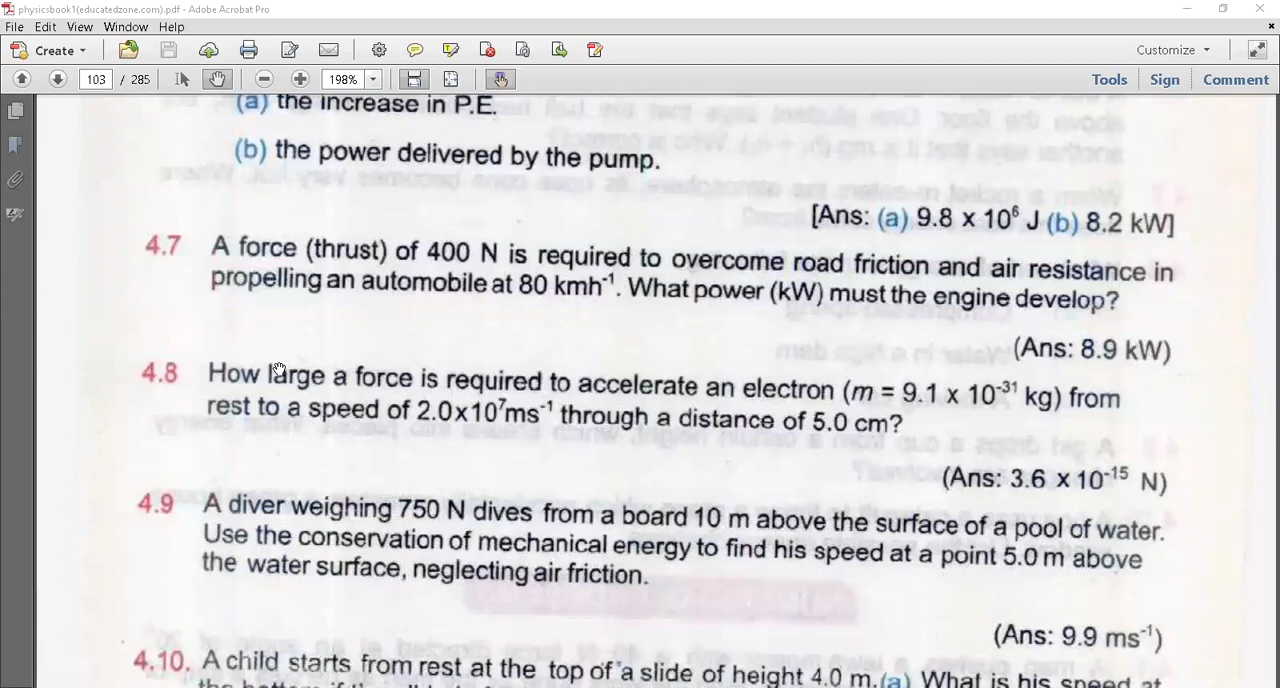 physicsbook1(educatedzone.com).pdf - Adobe Acrobat Pro
File Edit View Window Help
Create Customize
103 / 285 198% Tools Sign Comment
(a) the increase in P.E.
(b) the power delivered by the pump.
[Ans: (a) 9.8 x 10⁶ J (b) 8.2 kW]
4.7 A force (thrust) of 400 N is required to overcome road friction and air resistance in
propelling an automobile at 80 kmh⁻¹. What power (kW) must the engine develop?
(Ans: 8.9 kW)
4.8 How large a force is required to accelerate an electron (m = 9.1 x 10⁻³¹ kg) from
rest to a speed of 2.0x10⁷ms⁻¹ through a distance of 5.0 cm?
(Ans: 3.6 x 10⁻¹⁵ N)
4.9 A diver weighing 750 N dives from a board 10 m above the surface of a pool of water.
Use the conservation of mechanical energy to find his speed at a point 5.0 m above
the water surface, neglecting air friction.
(Ans: 9.9 ms⁻¹)
4.10. A child starts from rest at the top of a slide of height 4.0 m.(a) What is his speed at